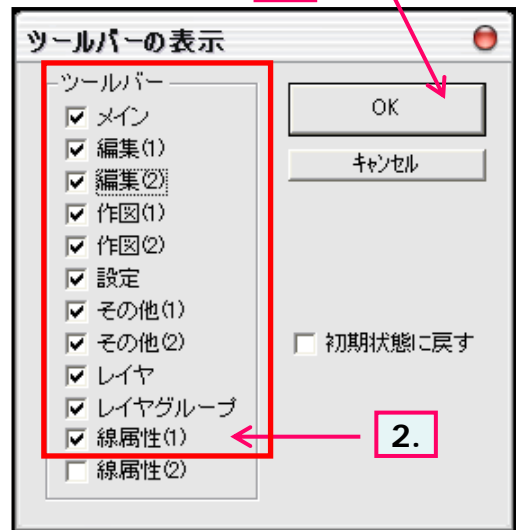 ツールバーの表示
ツールバー
メイン
編集(1)
編集(2)
作図(1)
作図(2)
設定
その他(1)
その他(2)
レイヤ
レイヤグループ
線属性(1)
線属性(2)
OK
キャンセル
初期状態に戻す
2.